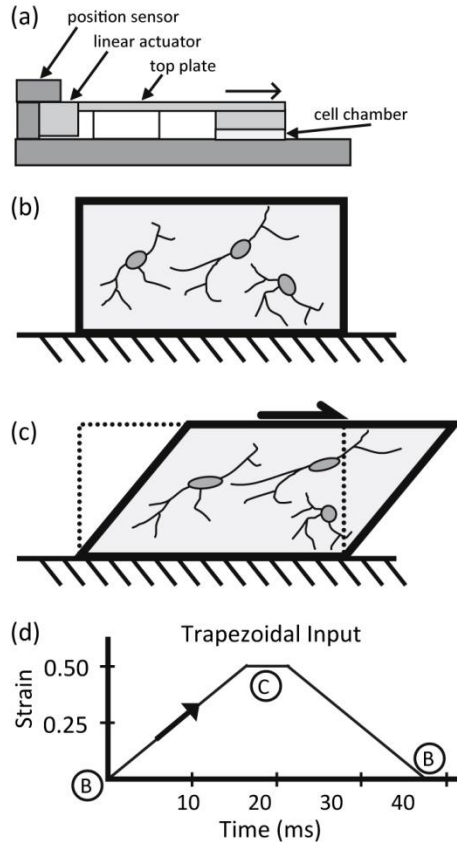 (a)
position sensor
linear actuator
top plate
cell chamber
(b)
(c)
(d)
Trapezoidal Input
Strain
0.50
0.25
C
B
B
10
20
30
40
Time (ms)